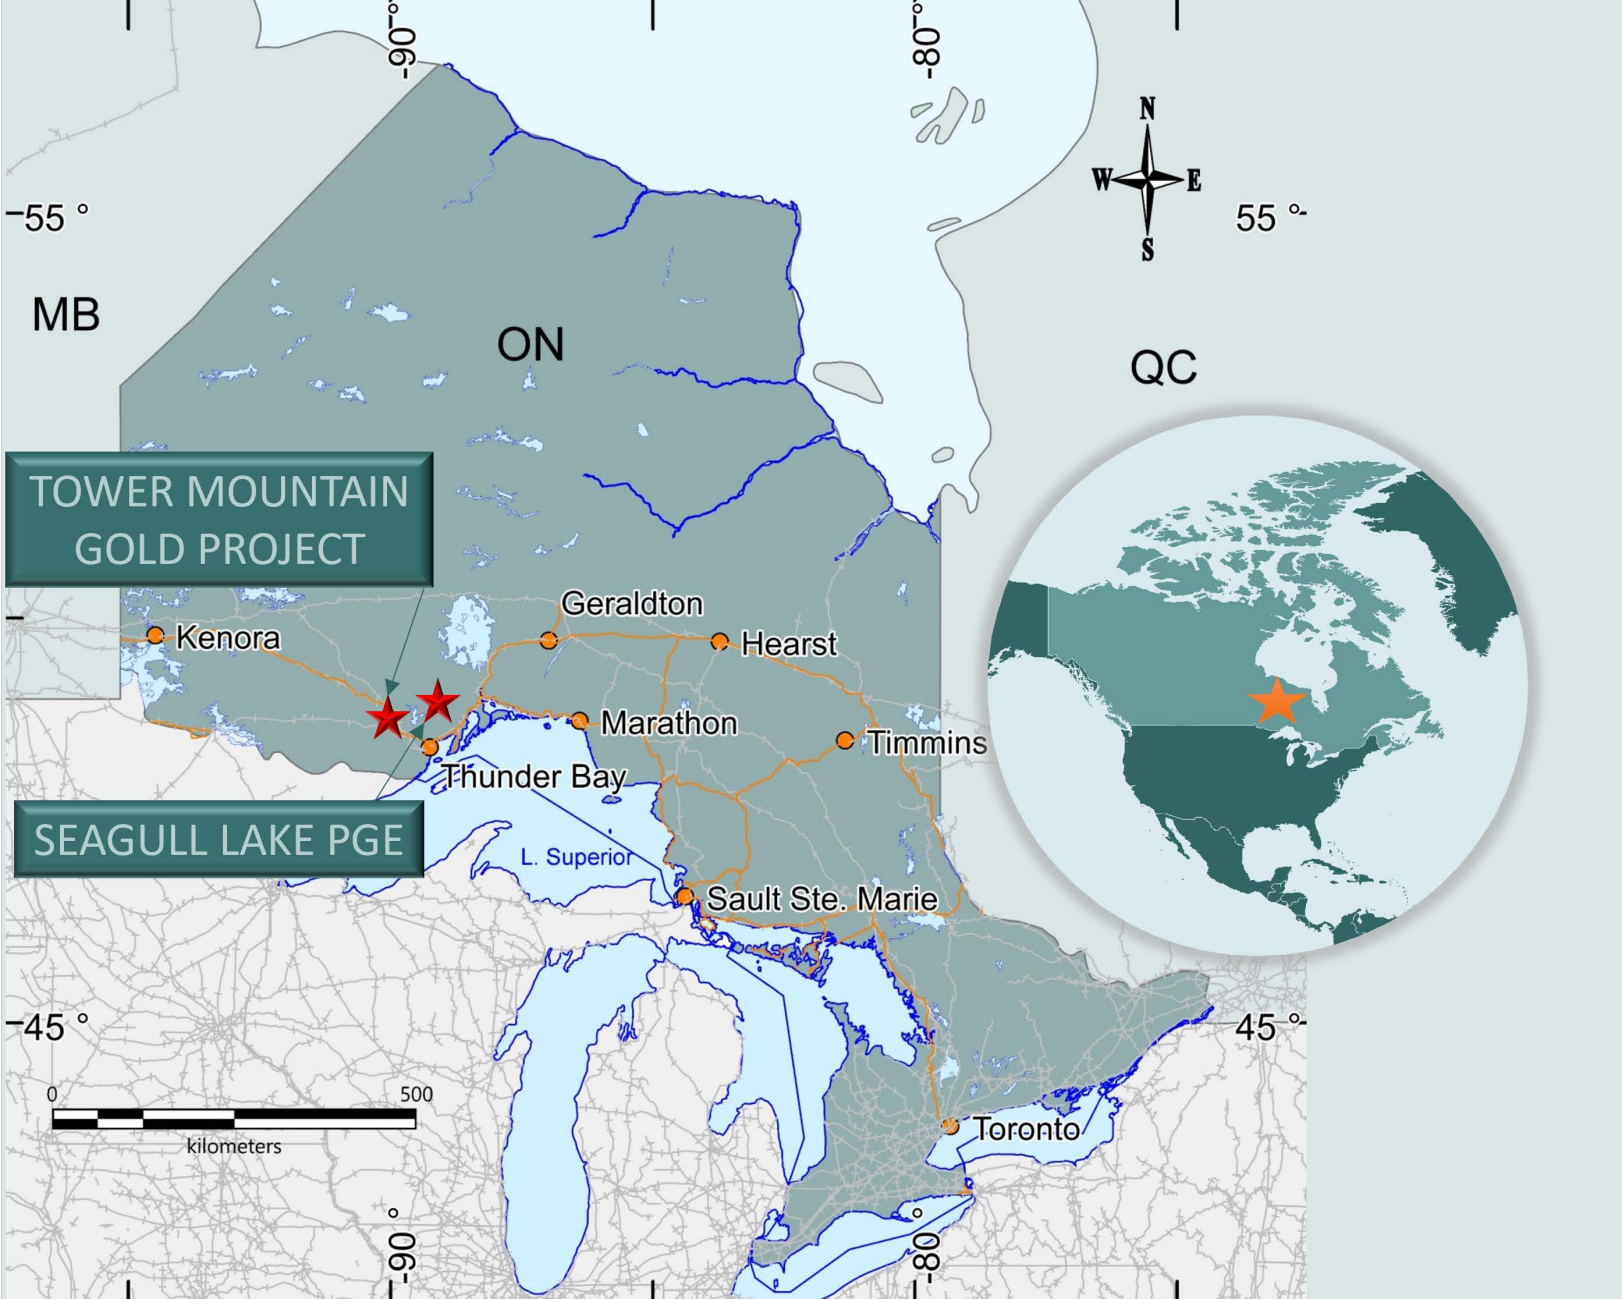 -90°
-80°
N
W
E
S
55 °
55 °
MB
ON
QC
TOWER MOUNTAIN
GOLD PROJECT
Geraldton
Kenora
Hearst
Marathon
Timmins
Thunder Bay
SEAGULL LAKE PGE
L. Superior
Sault Ste. Marie
45 °
45 °
0
500
kilometers
Toronto
-90°
-80°